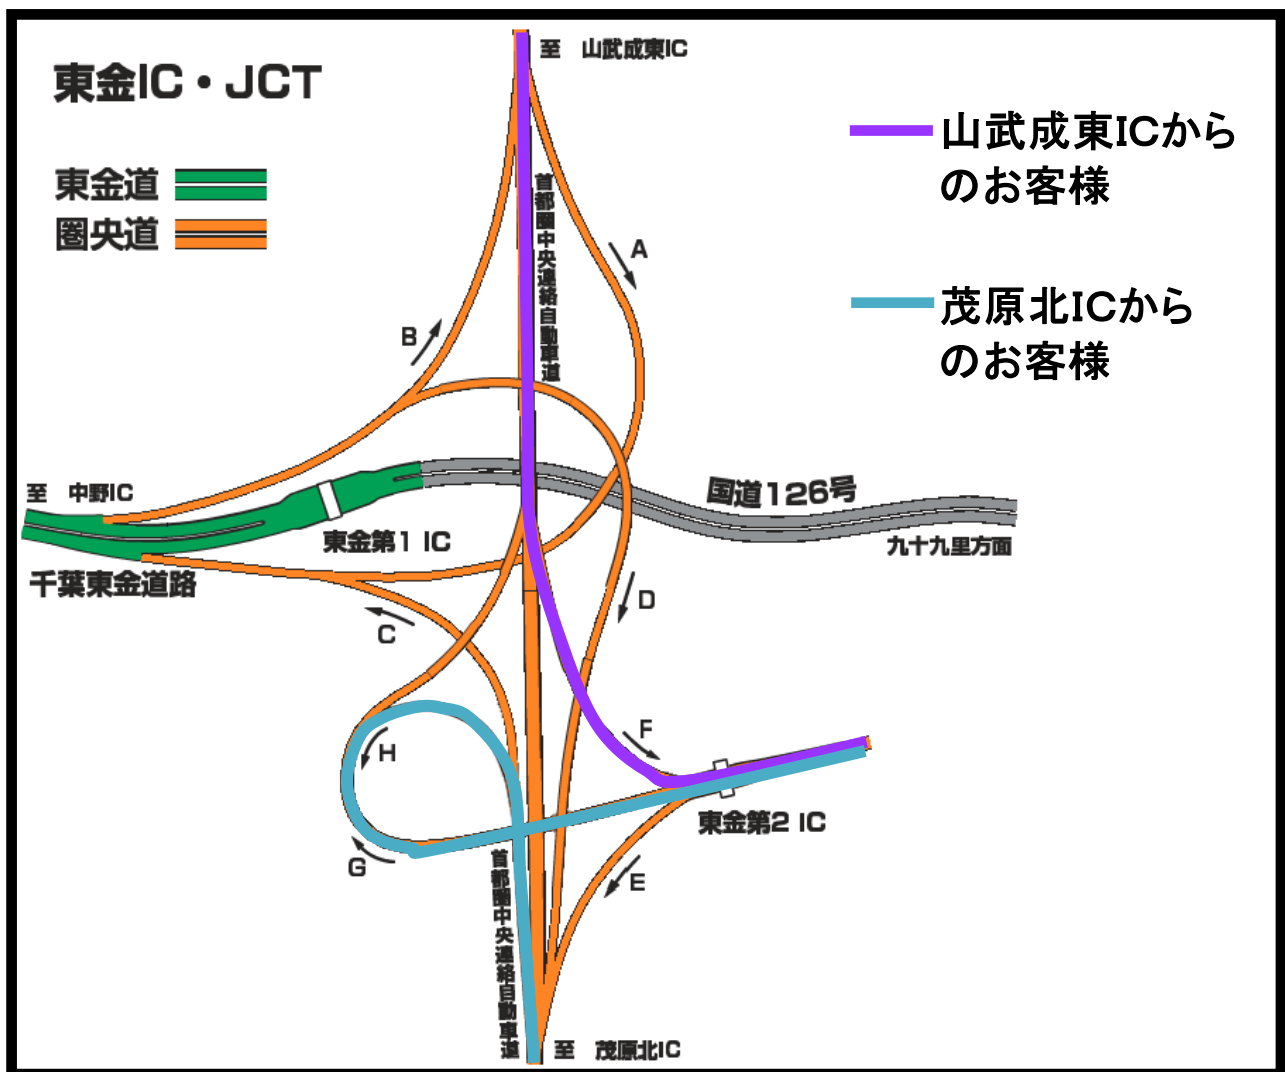 東金IC・JCT
東金道
圏央道
至 山武成東IC
山武成東ICから
のお客様
茂原北ICから
のお客様
首都圏中央連絡自動車道
A
B
至 中野IC
国道126号
東金第1 IC
九十九里方面
千葉東金道路
D
C
F
H
東金第2 IC
G
E
首都圏中央連絡自動車道
至 茂原北IC